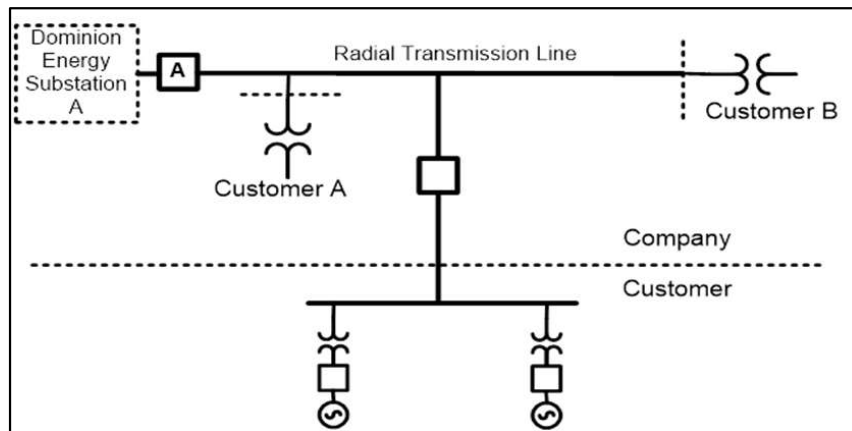 Dominion
Energy
Substation
A
A
Radial Transmission Line
Customer B
Customer A
Company
Customer